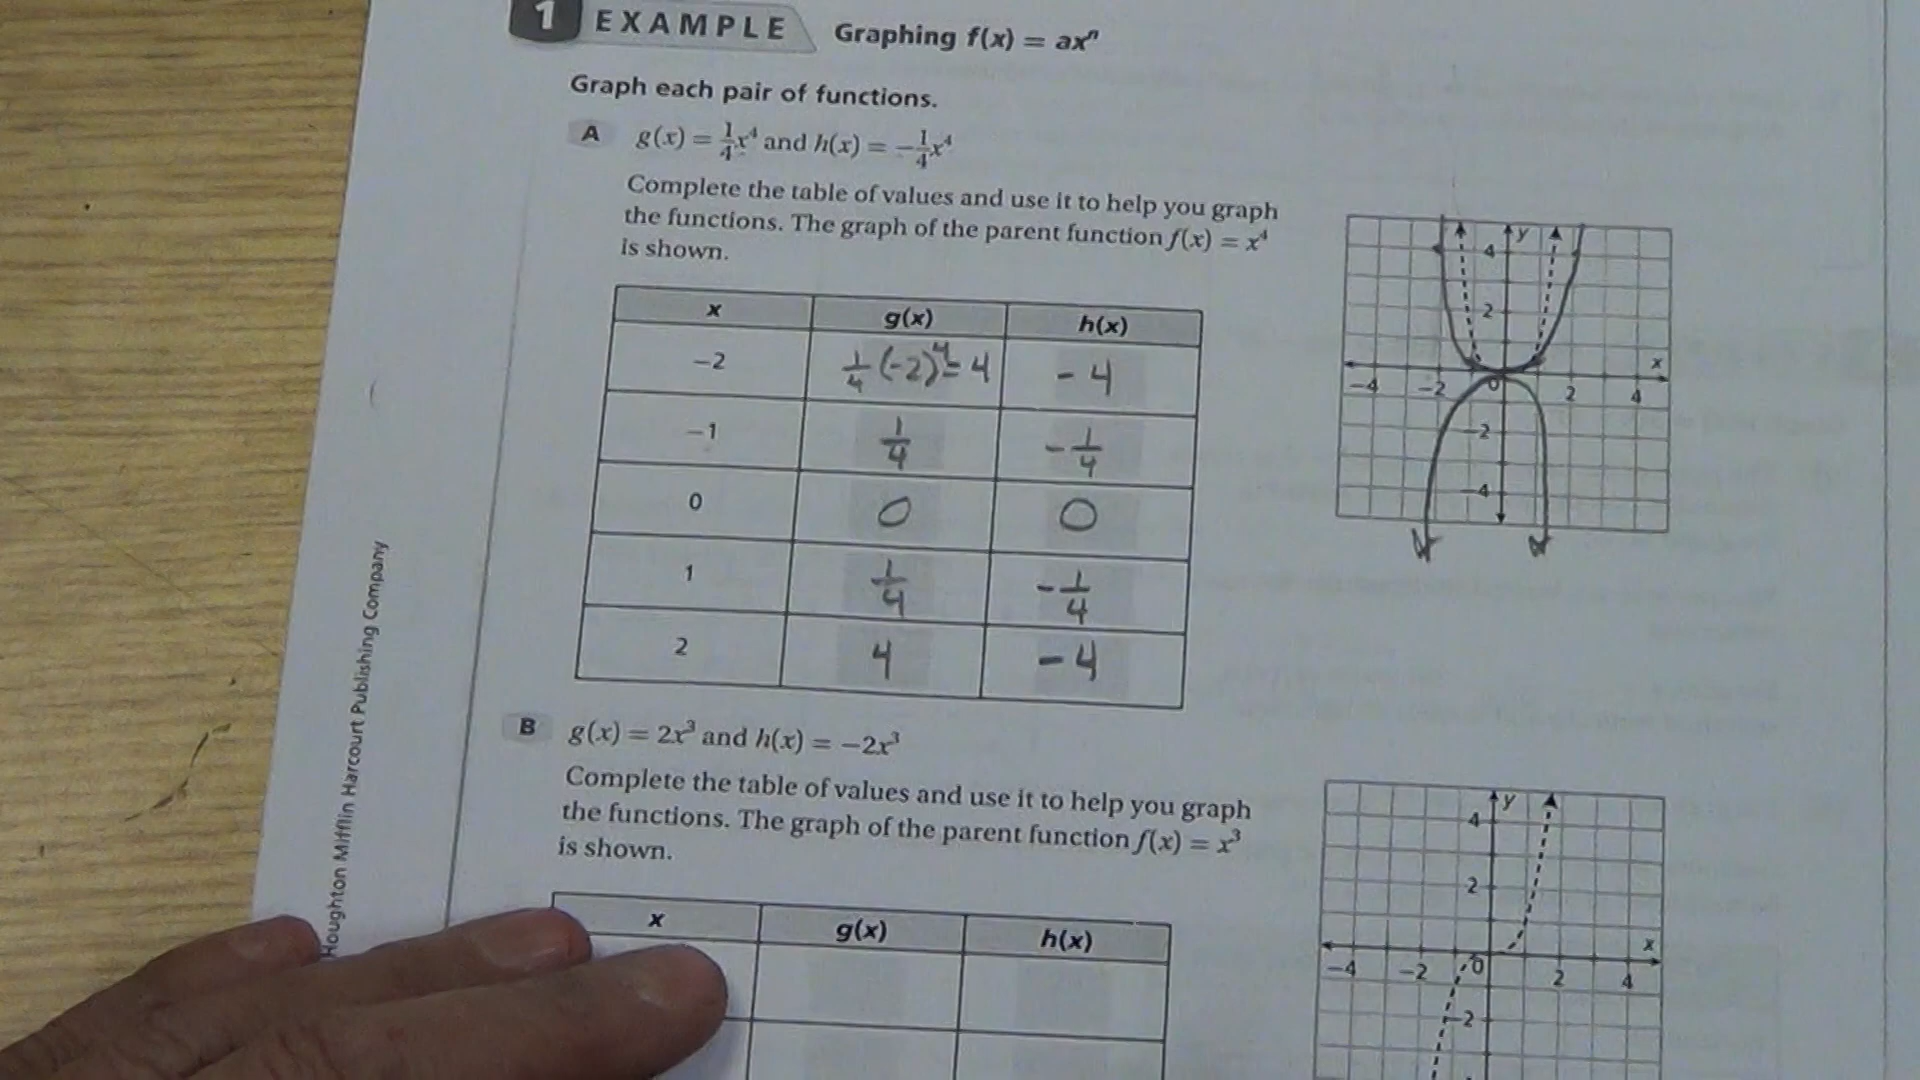 1 EXAMPLE Graphing f(x) = axⁿ
Graph each pair of functions.
A g(x) = 1/4x⁴ and h(x) = −1/4x⁴
Complete the table of values and use it to help you graph
the functions. The graph of the parent function f(x) = x⁴
is shown.
x g(x) h(x)
−2 1/4(-2)⁴=4 -4
−1 1/4 -1/4
0 0 0
1 1/4 -1/4
2 4 -4
y
4
2
x
−4 −2 0 2 4
−2
−4
B g(x) = 2x³ and h(x) = −2x³
Complete the table of values and use it to help you graph
the functions. The graph of the parent function f(x) = x³
is shown.
x g(x) h(x)
y
4
2
x
−4 −2 0 2 4
−2
Houghton Mifflin Harcourt Publishing Company